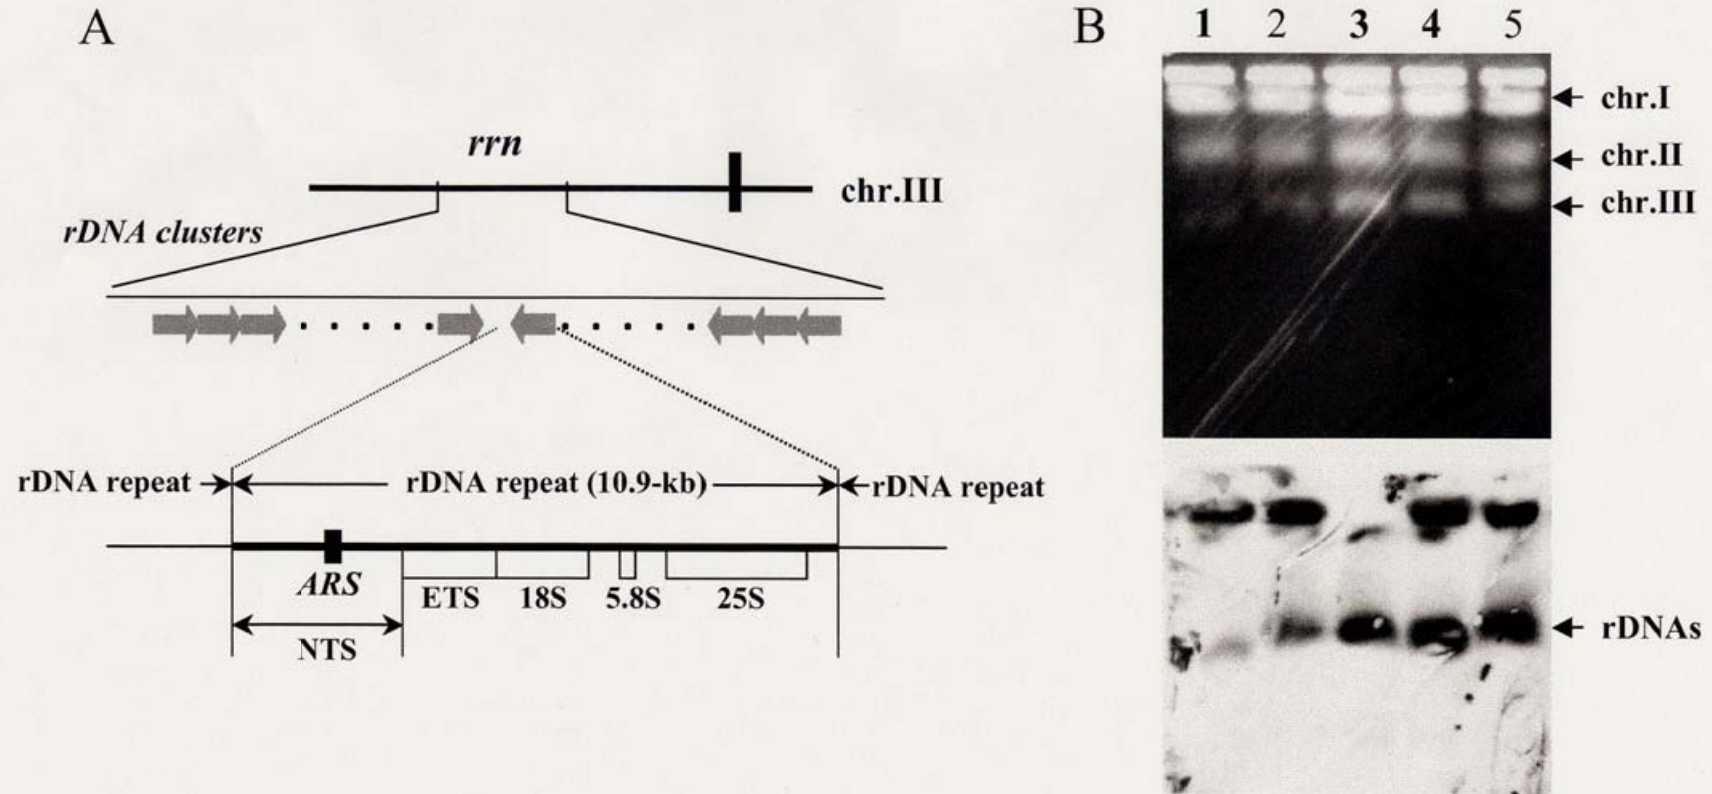 A
rrn
chr.III
rDNA clusters
rDNA repeat
rDNA repeat (10.9-kb)
rDNA repeat
ARS
ETS
18S
5.8S
25S
NTS
B
1 2 3 4 5
chr.I
chr.II
chr.III
rDNAs